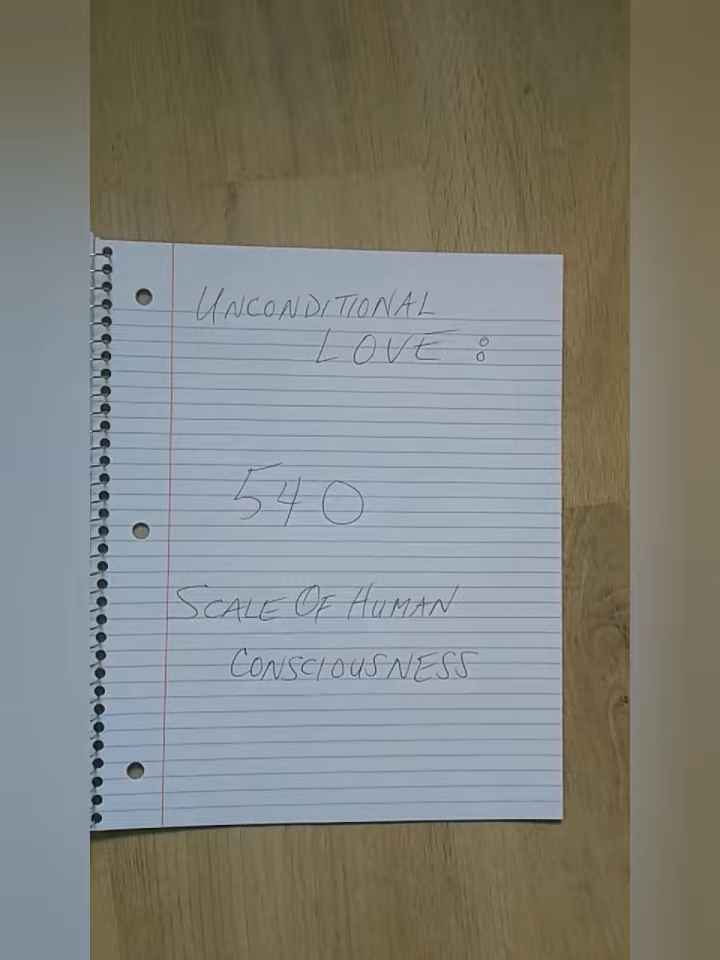 UNCONDITIONAL
LOVE:
540
SCALE OF HUMAN
CONSCIOUSNESS